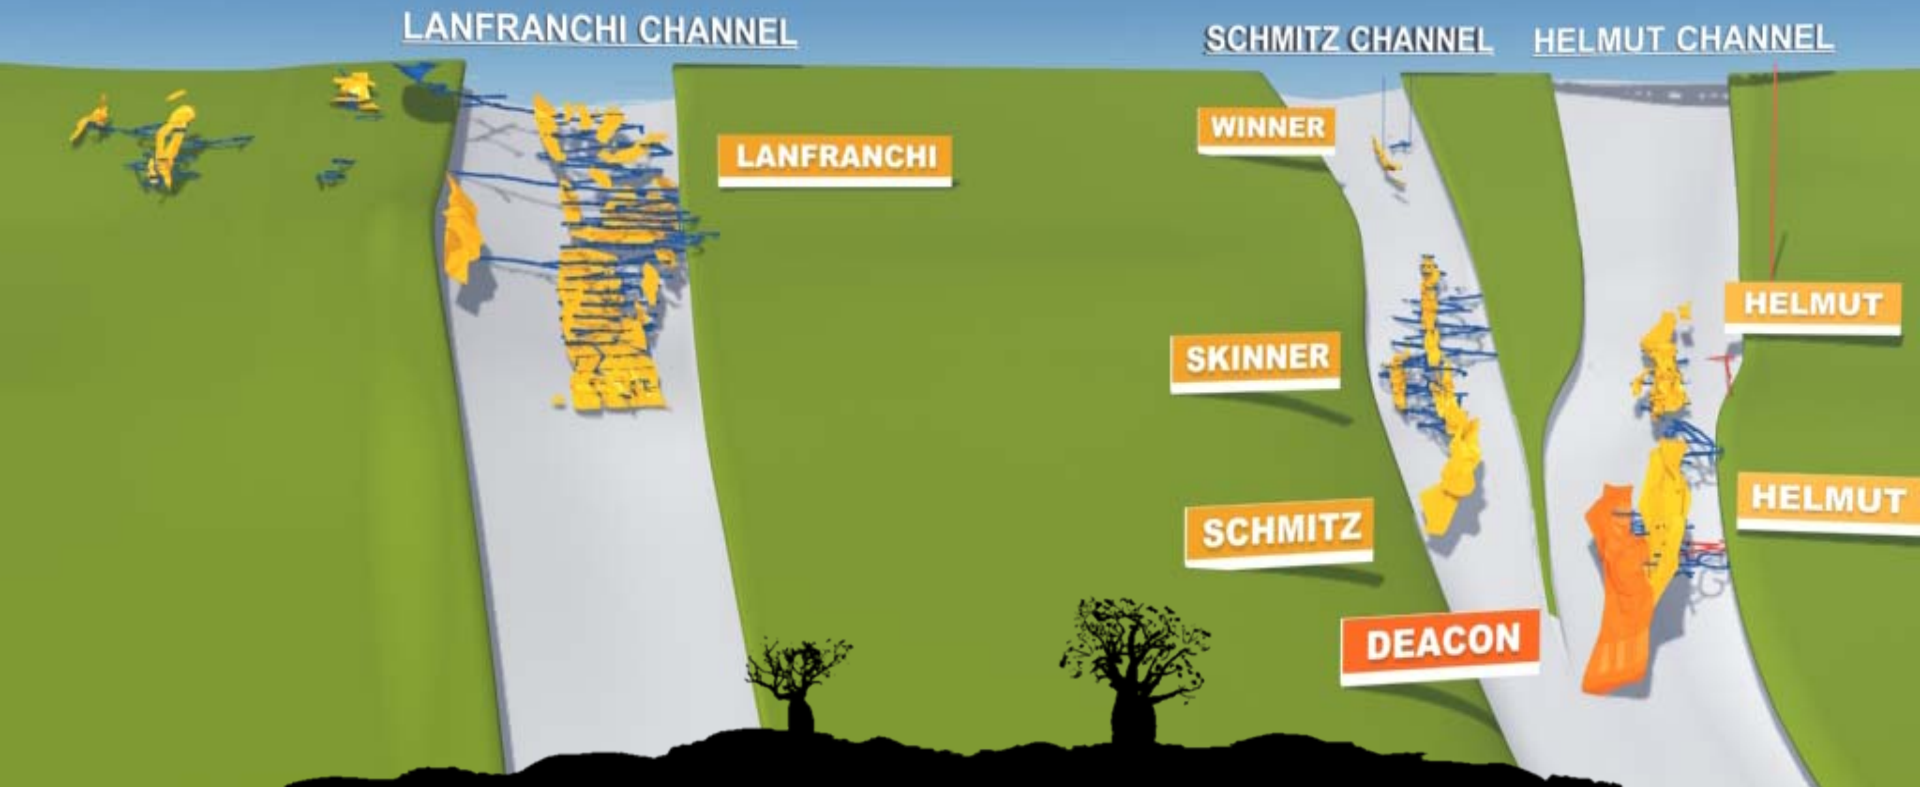 LANFRANCHI CHANNEL
SCHMITZ CHANNEL
HELMUT CHANNEL
WINNER
LANFRANCHI
HELMUT
SKINNER
HELMUT
SCHMITZ
DEACON